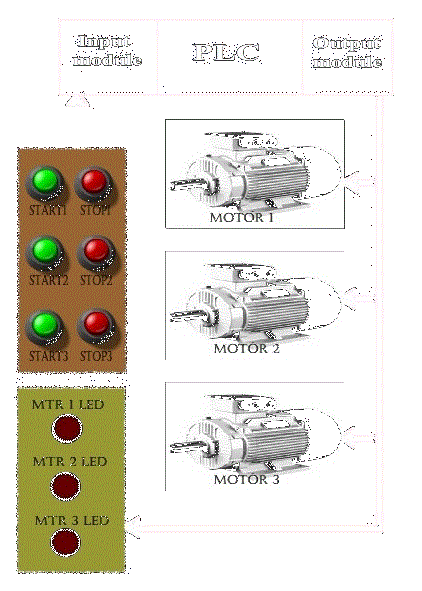 Input
module
PLC
Output
module
START1 STOP1
START2 STOP2
START3 STOP3
MOTOR 1
MOTOR 2
MOTOR 3
MTR 1 LED
MTR 2 LED
MTR 3 LED